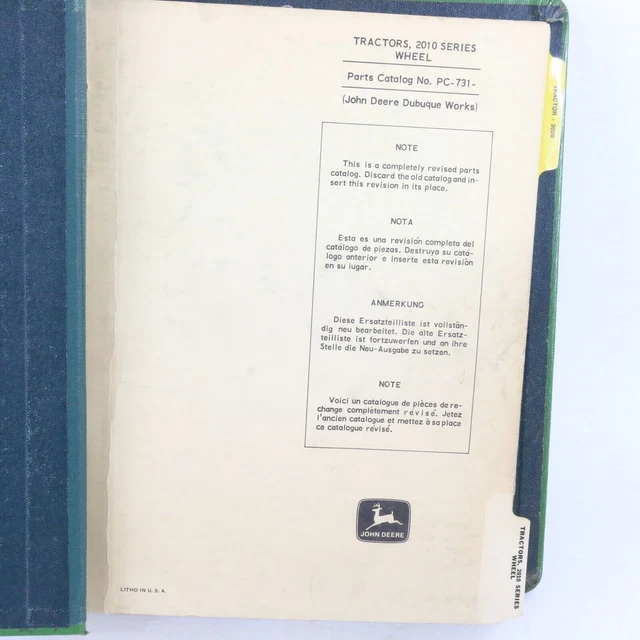 TRACTORS, 2010 SERIES
WHEEL
Parts Catalog No. PC-731-
(John Deere Dubuque Works)
NOTE
This is a completely revised parts
catalog. Discard the old catalog and in-
sert this revision in its place.
NOTA
Esta es una revisión completa del
catálogo de piezas. Destruya su catá-
logo anterior e inserte esta revisión
en su lugar.
ANMERKUNG
Diese Ersatzteilliste ist vollstän-
dig neu bearbeitet. Die alte Ersatz-
teilliste ist fortzuwerfen und an ihre
Stelle die Neu-Ausgabe zu setzen.
NOTE
Voici un catalogue de pièces de re-
change complètement révisé. Jetez
l'ancien catalogue et mettez à sa place
ce catalogue révisé.
JOHN DEERE
LITHO IN U.S.A.
TRACTORS, 2010 SERIES
WHEEL